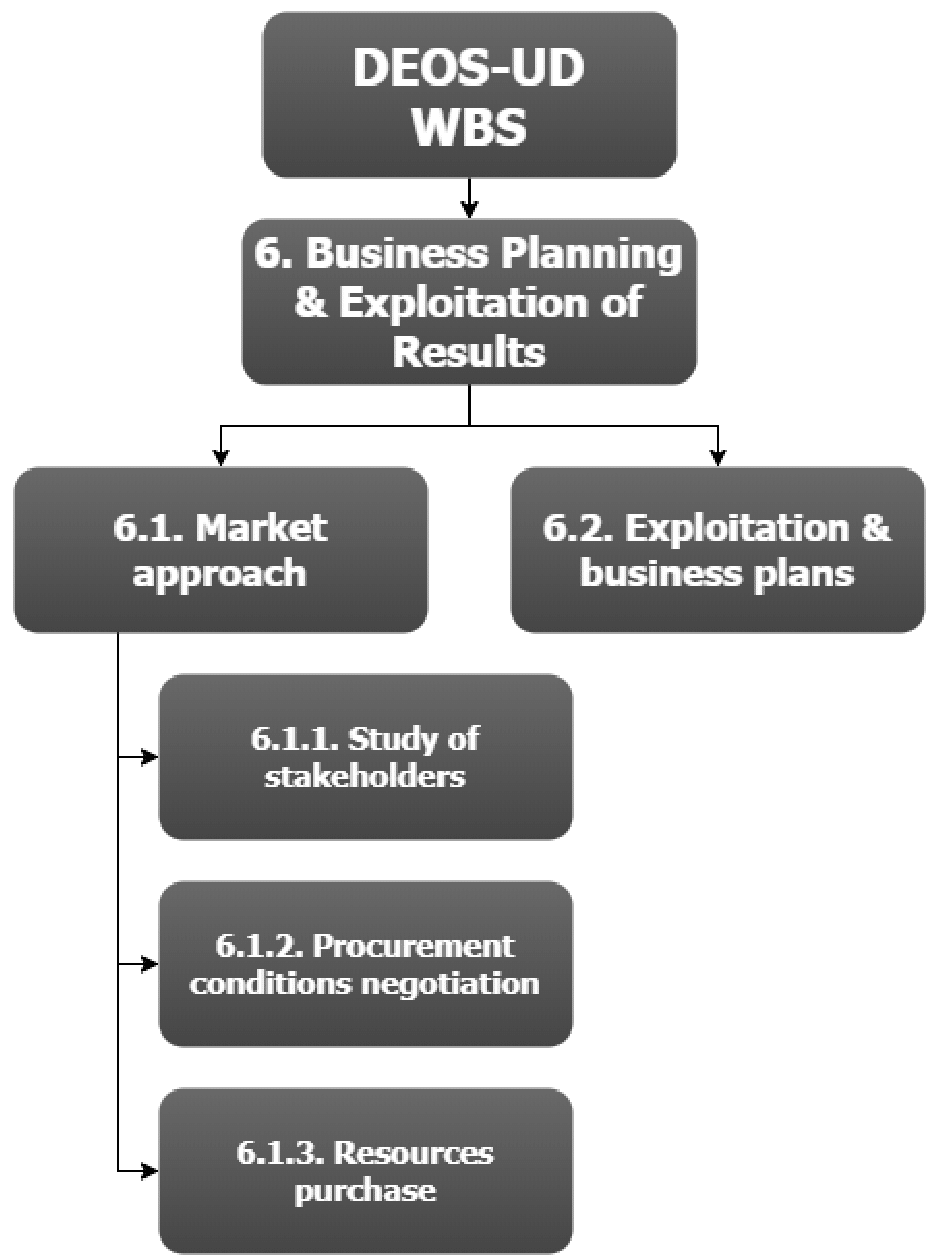 DEOS-UD
WBS
6. Business Planning
& Exploitation of
Results
6.1. Market
approach
6.2. Exploitation &
business plans
6.1.1. Study of
stakeholders
6.1.2. Procurement
conditions negotiation
6.1.3. Resources
purchase